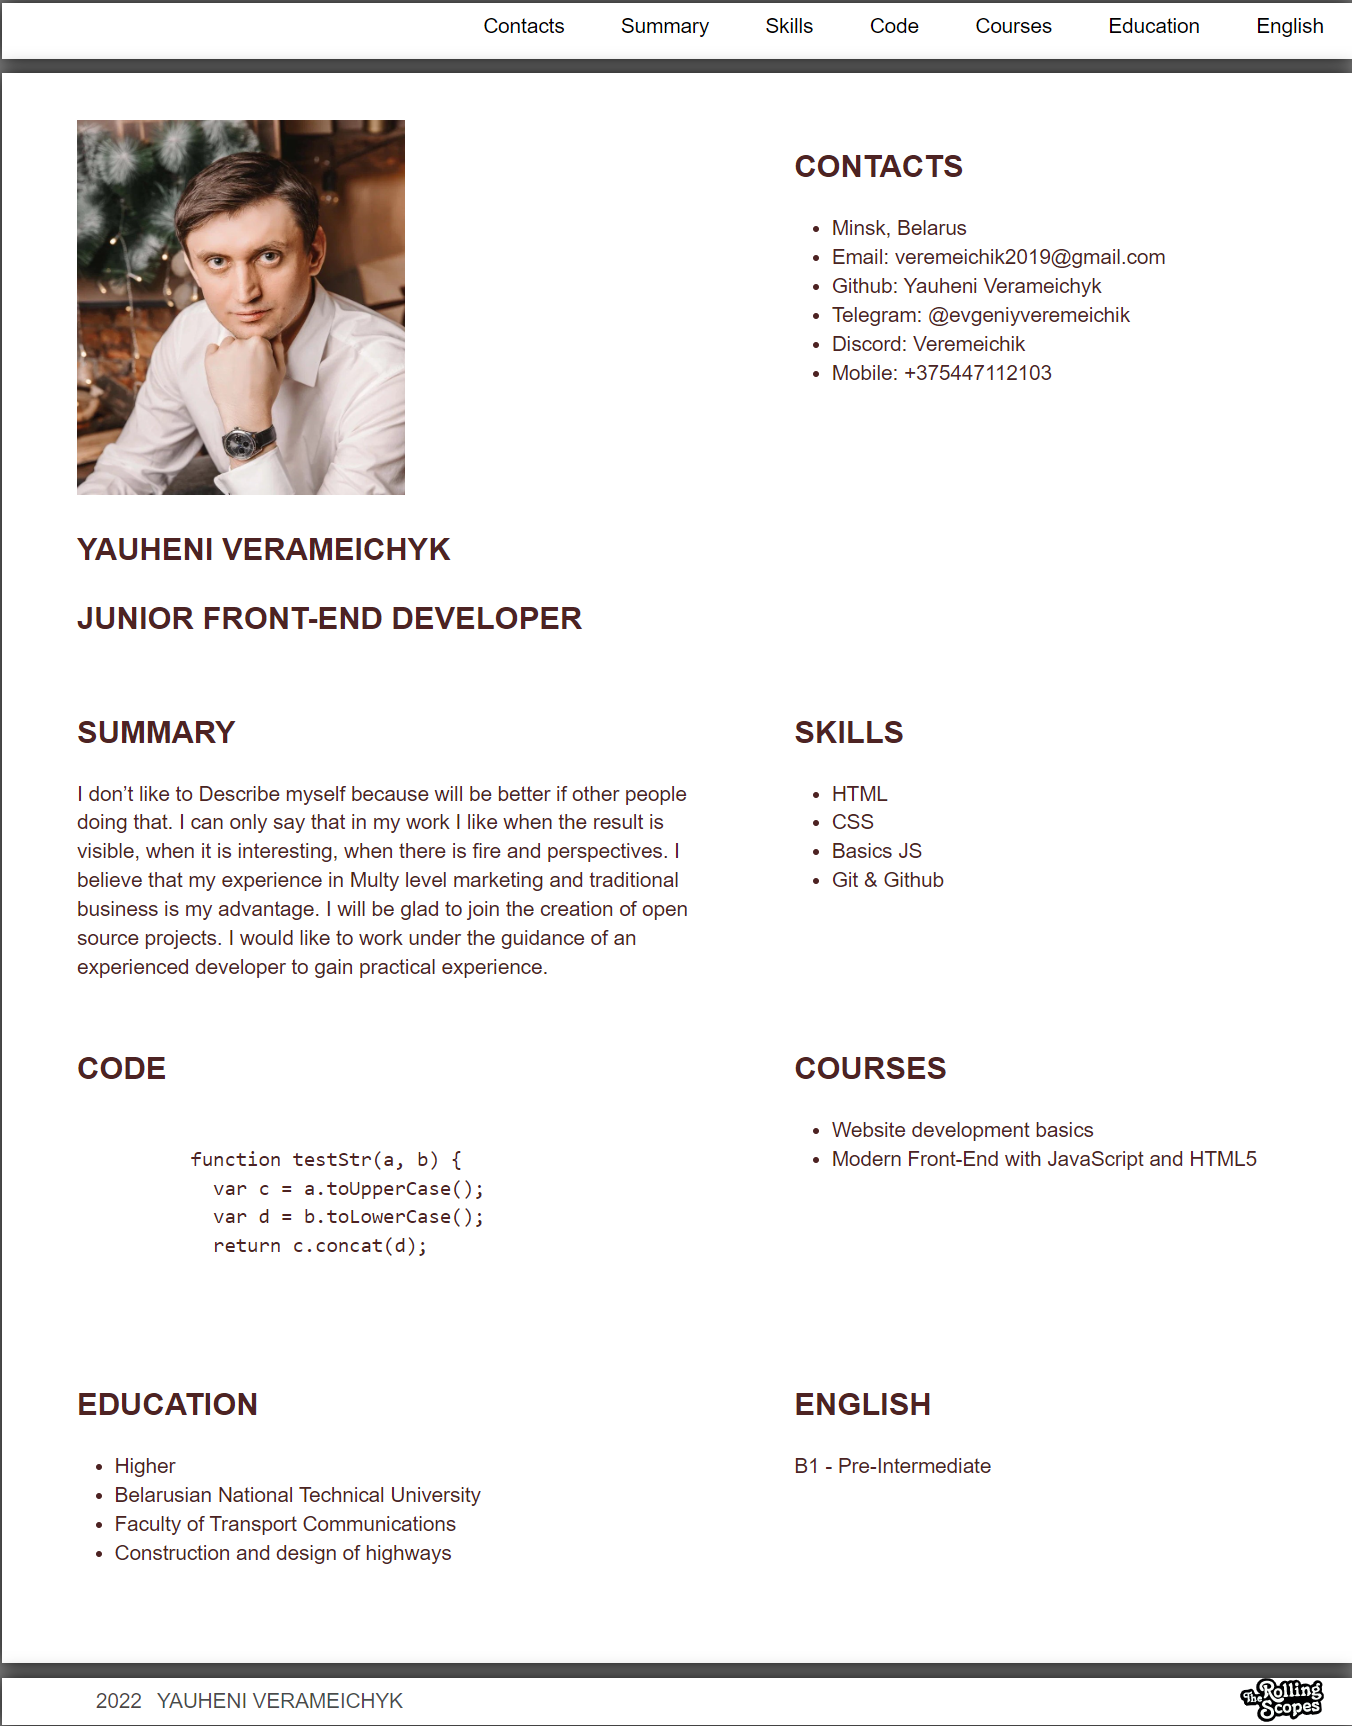 Contacts Summary Skills Code Courses Education English
CONTACTS
Minsk, Belarus
Email: veremeichik2019@gmail.com
Github: Yauheni Verameichyk
Telegram: @evgeniyveremeichik
Discord: Veremeichik
Mobile: +375447112103
YAUHENI VERAMEICHYK
JUNIOR FRONT-END DEVELOPER
SUMMARY
I don’t like to Describe myself because will be better if other people
doing that. I can only say that in my work I like when the result is
visible, when it is interesting, when there is fire and perspectives. I
believe that my experience in Multy level marketing and traditional
business is my advantage. I will be glad to join the creation of open
source projects. I would like to work under the guidance of an
experienced developer to gain practical experience.
SKILLS
HTML
CSS
Basics JS
Git & Github
CODE
function testStr(a, b) {
  var c = a.toUpperCase();
  var d = b.toLowerCase();
  return c.concat(d);
COURSES
Website development basics
Modern Front-End with JavaScript and HTML5
EDUCATION
Higher
Belarusian National Technical University
Faculty of Transport Communications
Construction and design of highways
ENGLISH
B1 - Pre-Intermediate
2022 YAUHENI VERAMEICHYK
The Rolling
Scopes